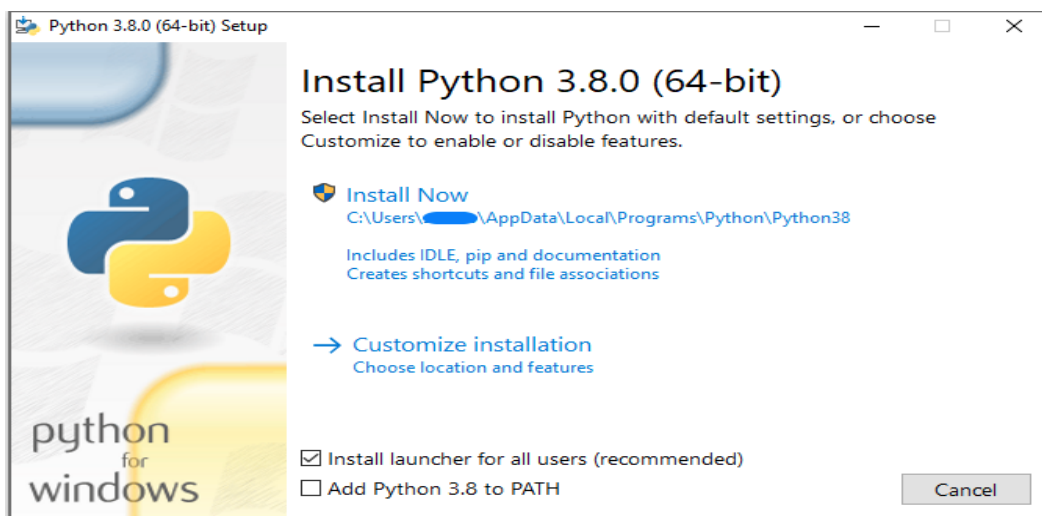 Python 3.8.0 (64-bit) Setup
Install Python 3.8.0 (64-bit)
Select Install Now to install Python with default settings, or choose
Customize to enable or disable features.
Install Now
C:\Users\ \AppData\Local\Programs\Python\Python38
Includes IDLE, pip and documentation
Creates shortcuts and file associations
Customize installation
Choose location and features
python
for
windows
Install launcher for all users (recommended)
Add Python 3.8 to PATH
Cancel